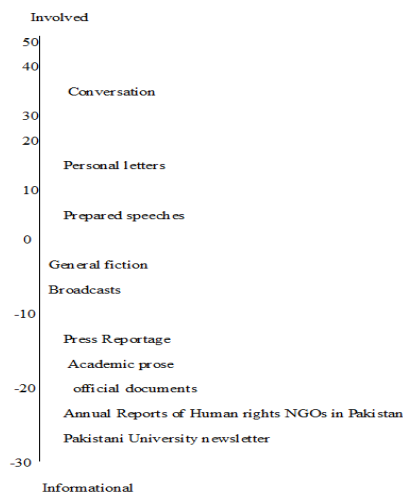 Involved
50
40
Conversation
30
20
Personal letters
10
Prepared speeches
0
General fiction
Broadcasts
-10
Press Reportage
Academic prose
-20 official documents
Annual Reports of Human rights NGOs in Pakistan
Pakistani University newsletter
-30
Informational